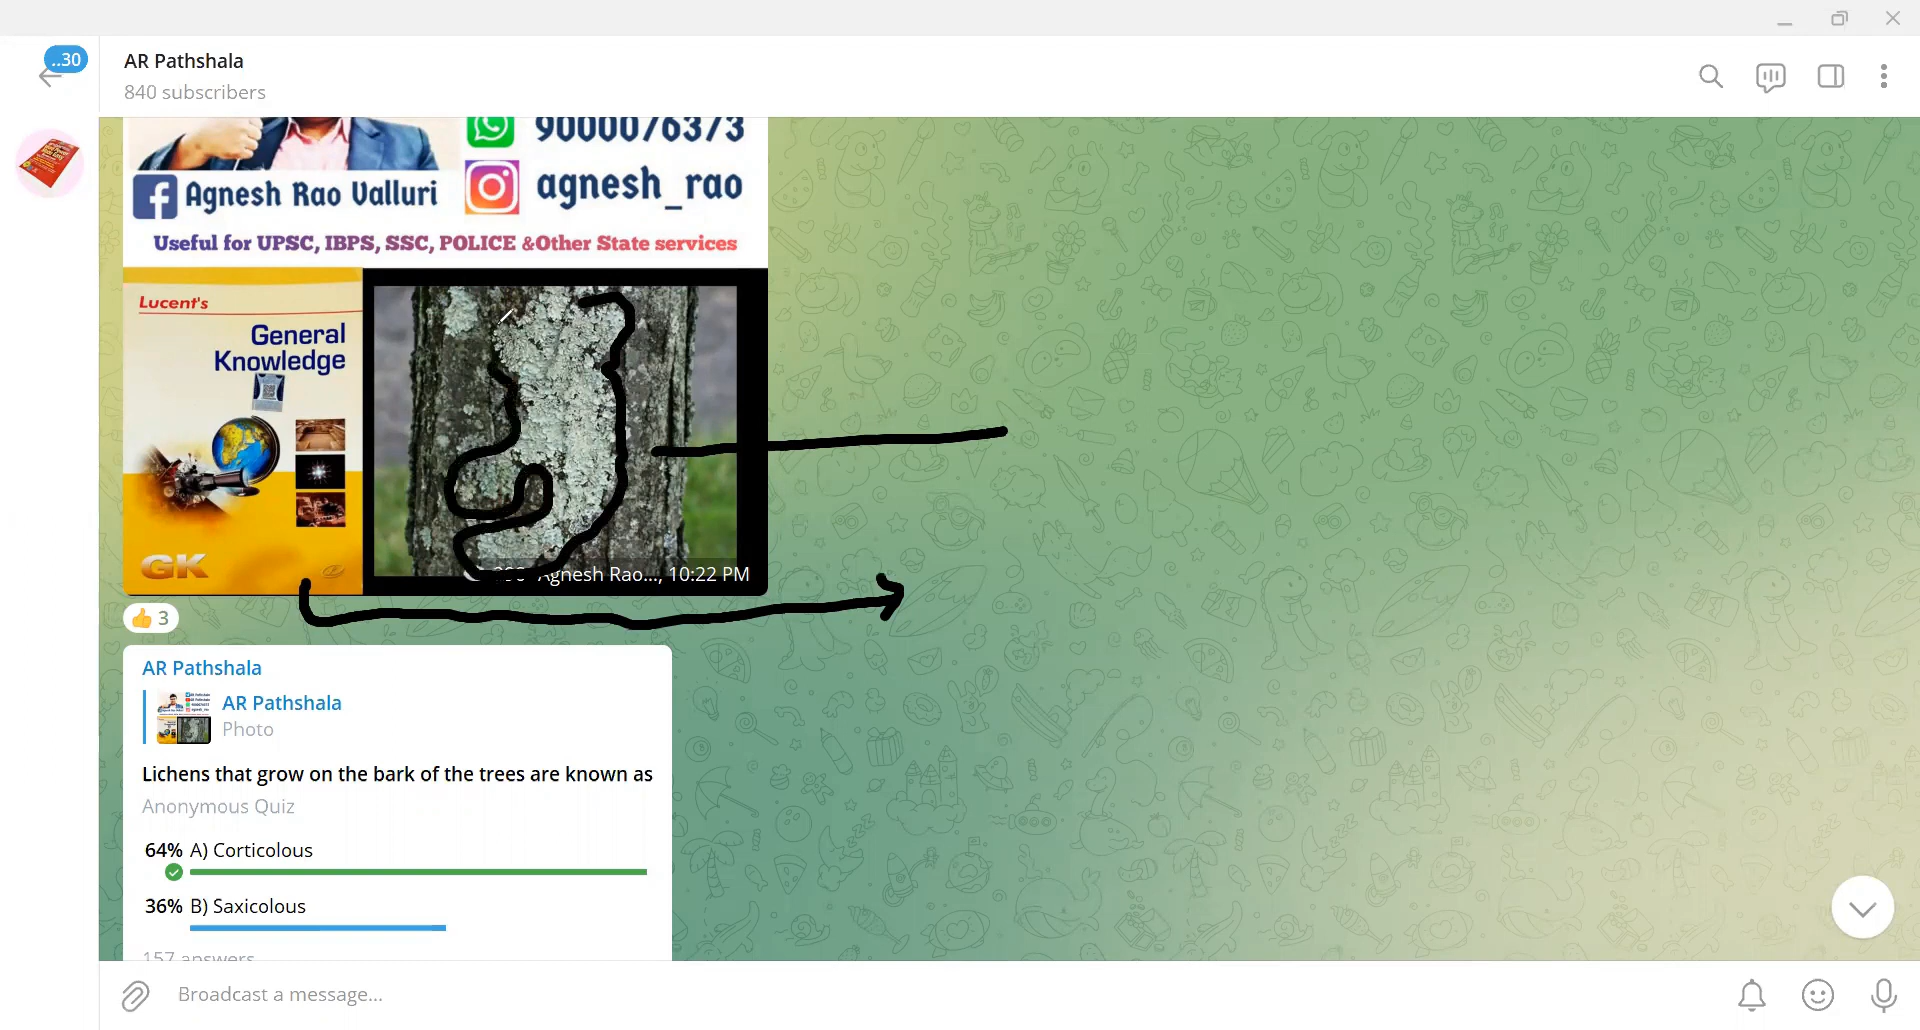 ..30
AR Pathshala
840 subscribers
9000076373
Agnesh Rao Valluri
agnesh_rao
Useful for UPSC, IBPS, SSC, POLICE &Other State services
Lucent's
General
Knowledge
GK
Agnesh Rao..., 10:22 PM
3
AR Pathshala
AR Pathshala
Photo
Lichens that grow on the bark of the trees are known as
Anonymous Quiz
64% A) Corticolous
36% B) Saxicolous
157 answers
Broadcast a message...